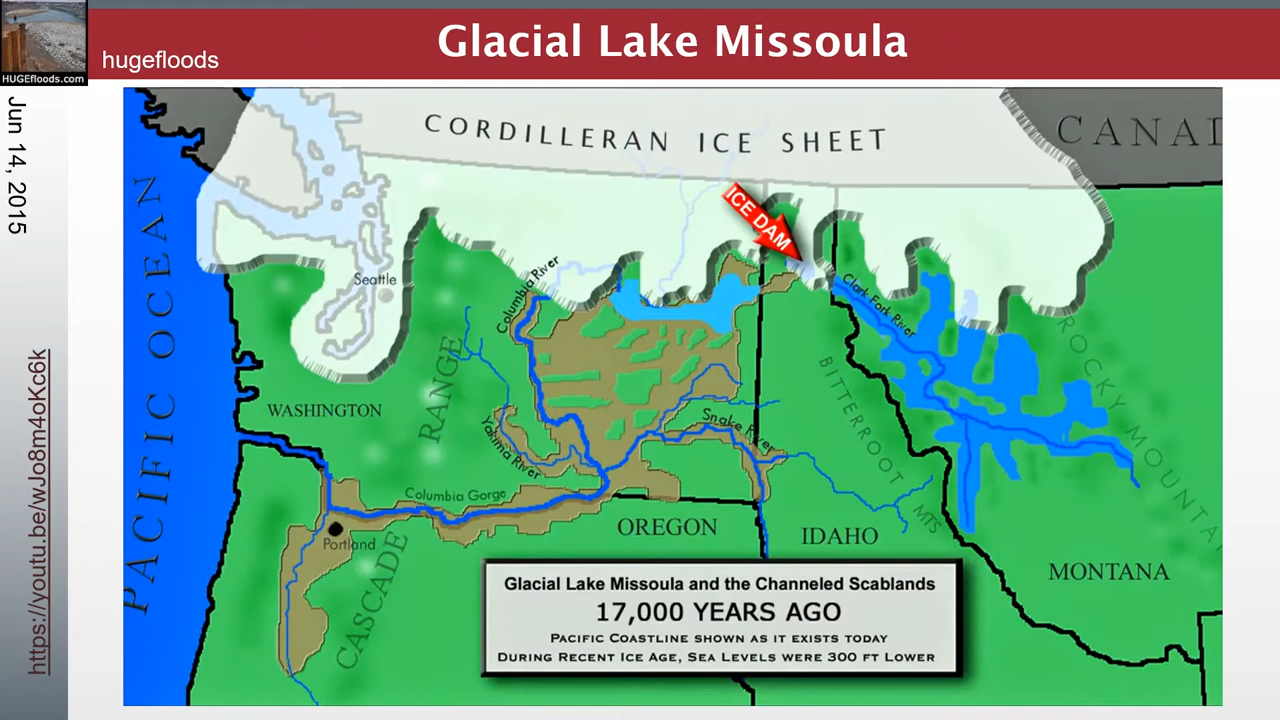 Glacial Lake Missoula
hugefloods
HUGEfloods.com
Jun 14, 2015
https://youtu.be/wJo8m4oKc6k
CORDILLERAN ICE SHEET
CANAD
ICE DAM
PACIFIC OCEAN
Seattle
Columbia River
Clark Fork River
ROCKY MOUNTA
WASHINGTON
CASCADE RANGE
Yakima River
Snake River
BITTERROOT MTS
Columbia Gorge
Portland
OREGON
IDAHO
MONTANA
Glacial Lake Missoula and the Channeled Scablands
17,000 YEARS AGO
PACIFIC COASTLINE SHOWN AS IT EXISTS TODAY
DURING RECENT ICE AGE, SEA LEVELS WERE 300 FT LOWER